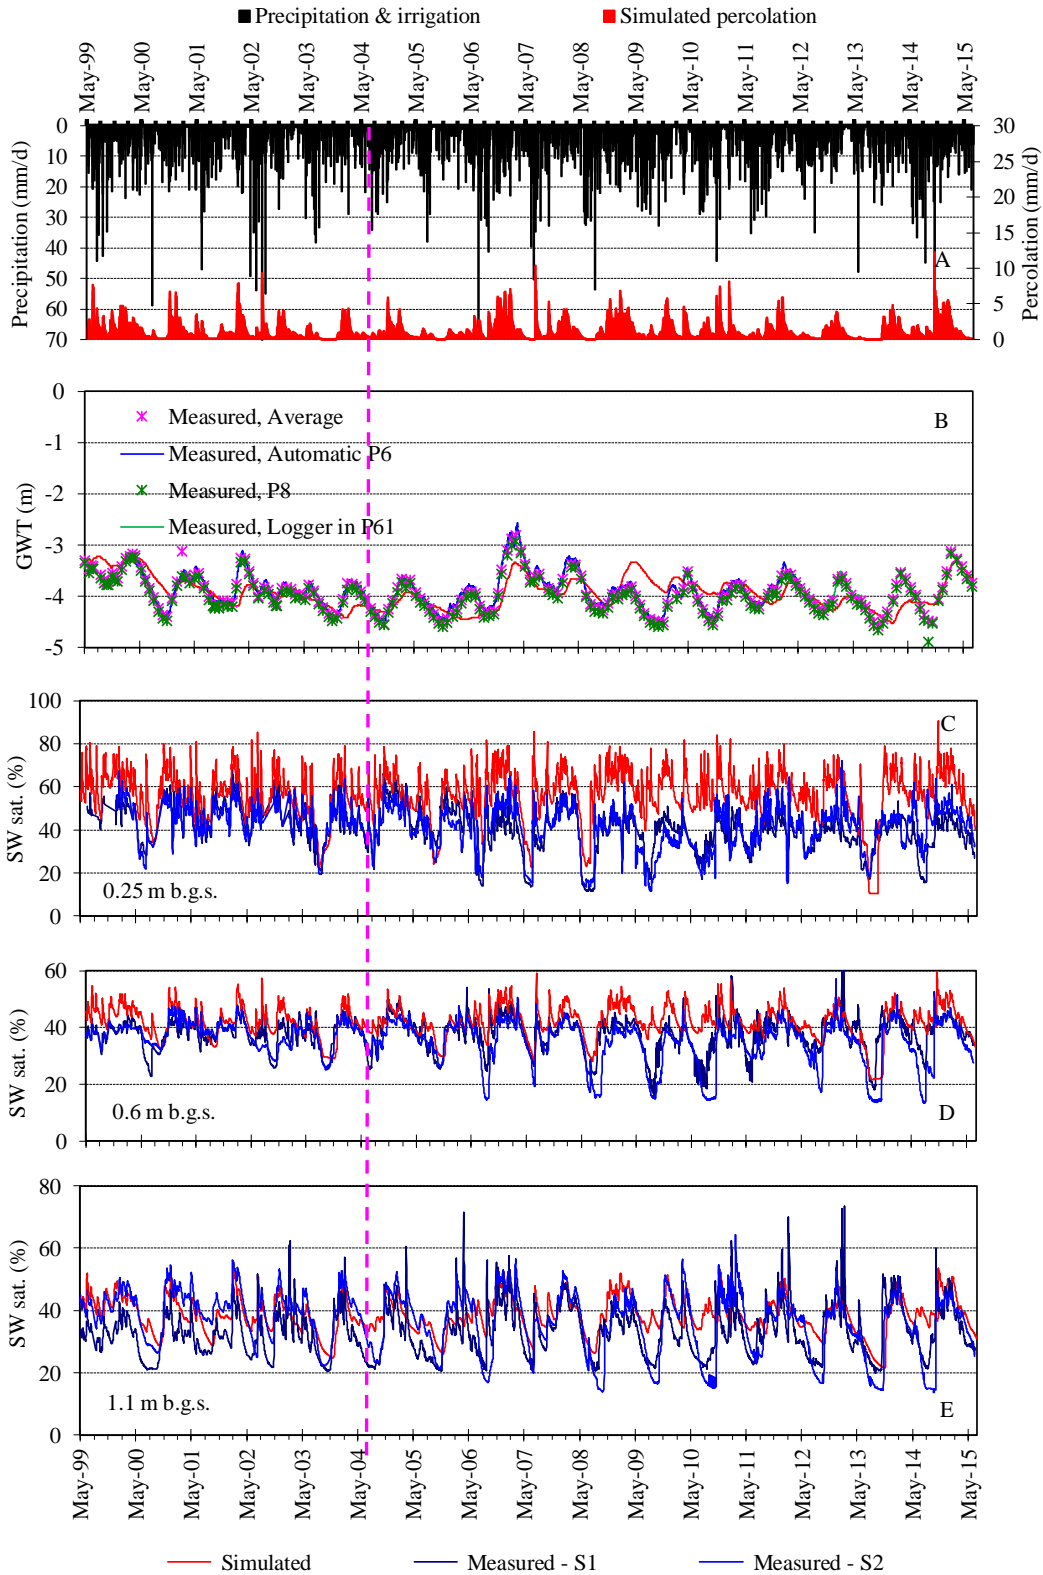 Precipitation & irrigation Simulated percolation
May-99 May-00 May-01 May-02 May-03 May-04 May-05 May-06 May-07 May-08 May-09 May-10 May-11 May-12 May-13 May-14 May-15
Precipitation (mm/d)
0
10
20
30
40
50
60
70
A
30
25
20
15
10
5
0
Percolation (mm/d)
GWT (m)
0
-1
-2
-3
-4
-5
Measured, Average
Measured, Automatic P6
Measured, P8
Measured, Logger in P61
B
SW sat. (%)
100
80
60
40
20
0
C
0.25 m b.g.s.
SW sat. (%)
60
40
20
0
0.6 m b.g.s.
D
SW sat. (%)
80
60
40
20
0
1.1 m b.g.s.
E
May-99 May-00 May-01 May-02 May-03 May-04 May-05 May-06 May-07 May-08 May-09 May-10 May-11 May-12 May-13 May-14 May-15
Simulated Measured - S1 Measured - S2